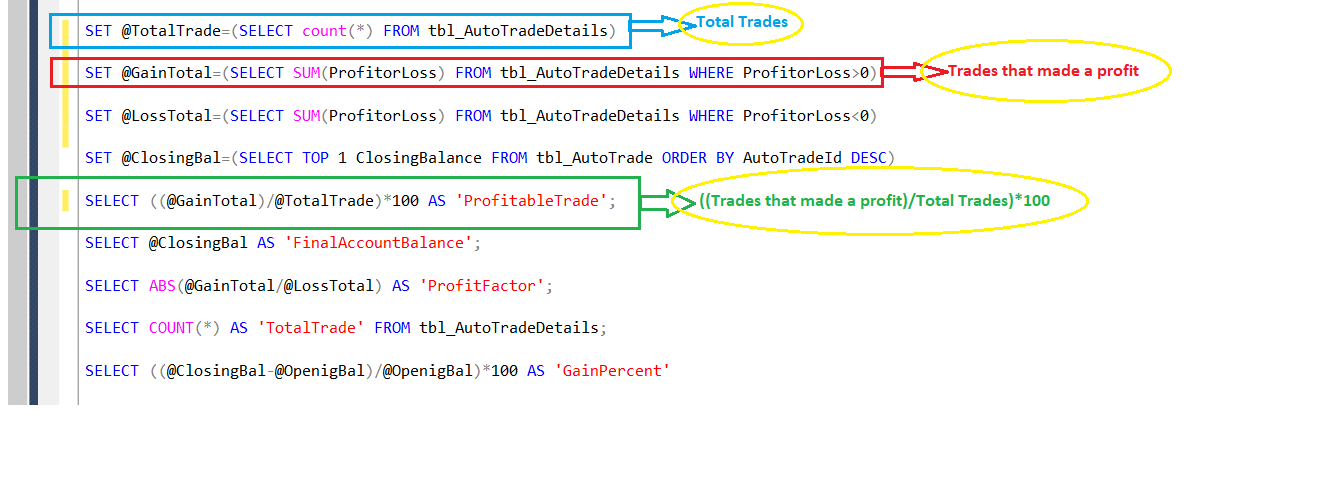 SET @TotalTrade=(SELECT count(*) FROM tbl_AutoTradeDetails) Total Trades
SET @GainTotal=(SELECT SUM(ProfitorLoss) FROM tbl_AutoTradeDetails WHERE ProfitorLoss>0) Trades that made a profit
SET @LossTotal=(SELECT SUM(ProfitorLoss) FROM tbl_AutoTradeDetails WHERE ProfitorLoss<0)
SET @ClosingBal=(SELECT TOP 1 ClosingBalance FROM tbl_AutoTrade ORDER BY AutoTradeId DESC)
SELECT ((@GainTotal)/@TotalTrade)*100 AS 'ProfitableTrade'; ((Trades that made a profit)/Total Trades)*100
SELECT @ClosingBal AS 'FinalAccountBalance';
SELECT ABS(@GainTotal/@LossTotal) AS 'ProfitFactor';
SELECT COUNT(*) AS 'TotalTrade' FROM tbl_AutoTradeDetails;
SELECT ((@ClosingBal-@OpenigBal)/@OpenigBal)*100 AS 'GainPercent'